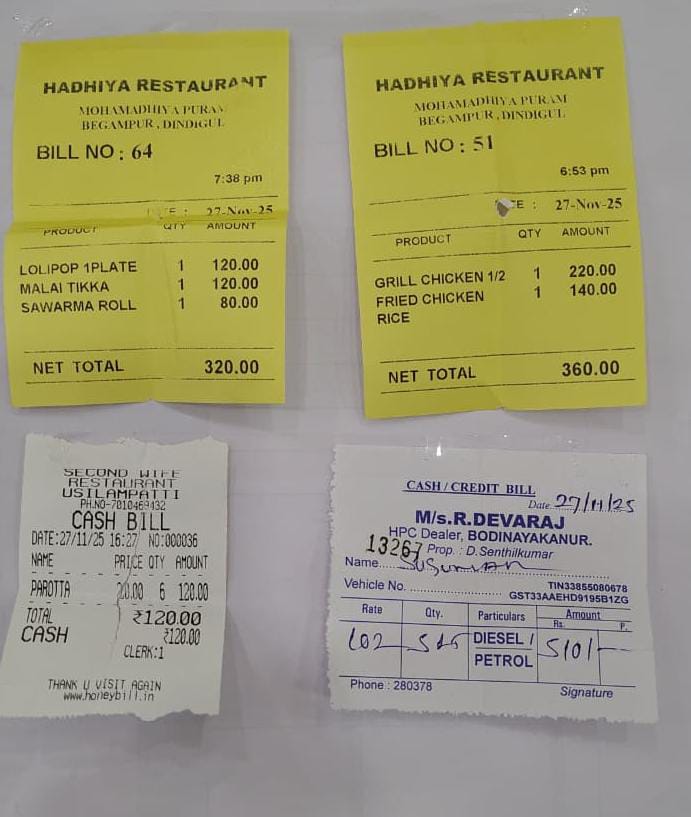 HADHIYA RESTAURANT
MOHAMADHIYA PURAM
BEGAMPUR, DINDIGUL
BILL NO : 64
7:38 pm
DATE : 27-Nov-25
PRODUCT QTY AMOUNT
LOLIPOP 1PLATE 1 120.00
MALAI TIKKA 1 120.00
SAWARMA ROLL 1 80.00
NET TOTAL 320.00
HADHIYA RESTAURANT
MOHAMADHIYA PURAM
BEGAMPUR, DINDIGUL
BILL NO : 51
6:53 pm
E : 27-Nov-25
PRODUCT QTY AMOUNT
GRILL CHICKEN 1/2 1 220.00
FRIED CHICKEN 1 140.00
RICE
NET TOTAL 360.00
SECOND WIFE
RESTAURANT
USILAMPATTI
PH.NO-7010469432
CASH BILL
DATE:27/11/25 16:27 NO:000036
NAME PRICE QTY AMOUNT
PAROTTA 20.00 6 120.00
TOTAL ₹120.00
CASH ₹120.00
CLERK:1
THANK U VISIT AGAIN
www.honeybill.in
CASH / CREDIT BILL
Date 27/11/25
M/s.R.DEVARAJ
HPC Dealer, BODINAYAKANUR.
13267 Prop. : D.Senthilkumar
Name
Vehicle No. TIN33855080678
GST33AAEHD9195B1ZG
Rate Qty. Particulars Amount
Rs. P.
102 DIESEL / 510/-
PETROL
Phone : 280378 Signature